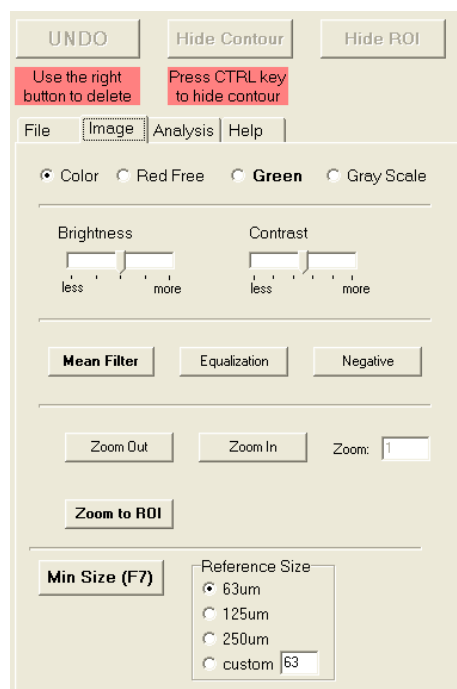 UNDO Hide Contour Hide ROI
Use the right Press CTRL key
button to delete to hide contour
File Image Analysis Help
Color Red Free Green Gray Scale
Brightness Contrast
less more less more
Mean Filter Equalization Negative
Zoom Out Zoom In Zoom: 1
Zoom to ROI
Min Size (F7) Reference Size
63um
125um
250um
custom 63